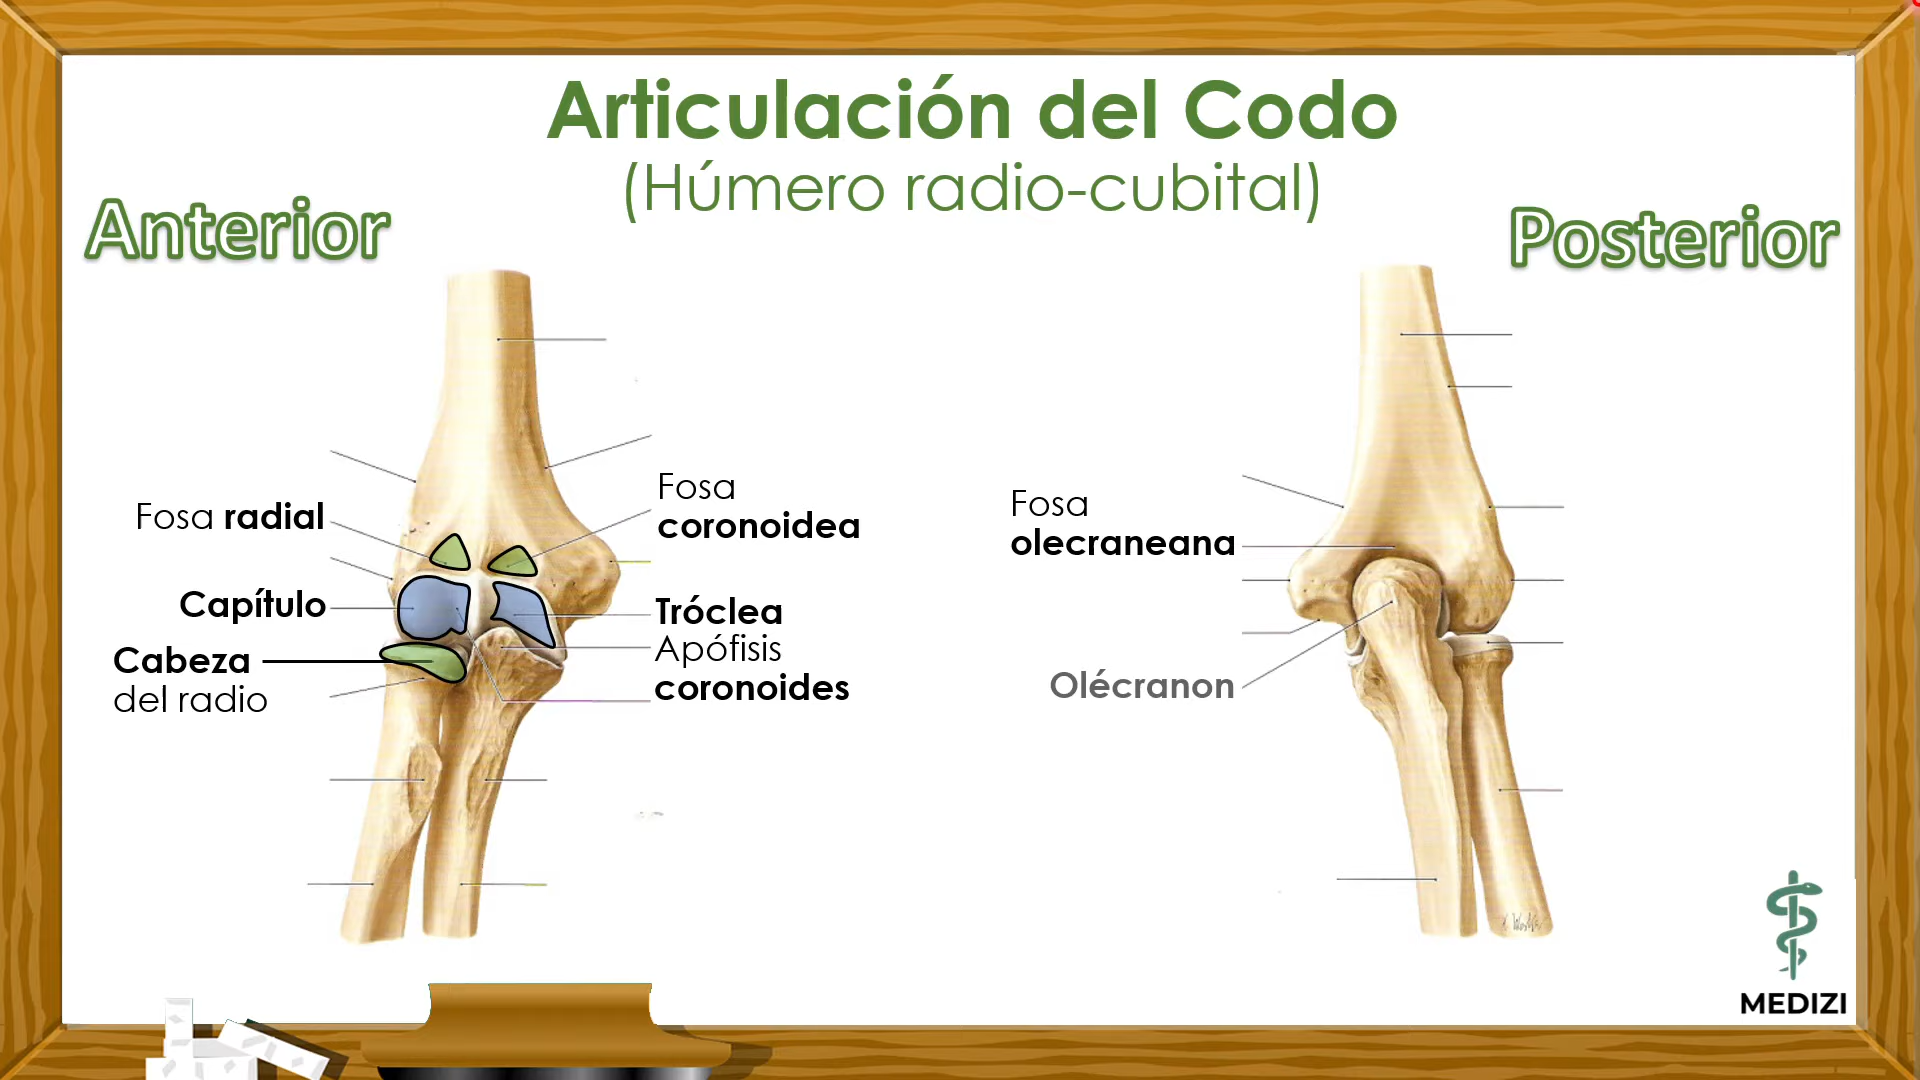 Articulación del Codo
(Húmero radio-cubital)
Anterior
Posterior
Fosa radial
Capítulo
Cabeza
del radio
Fosa
coronoidea
Tróclea
Apófisis
coronoides
Fosa
olecraneana
Olécranon
MEDIZI